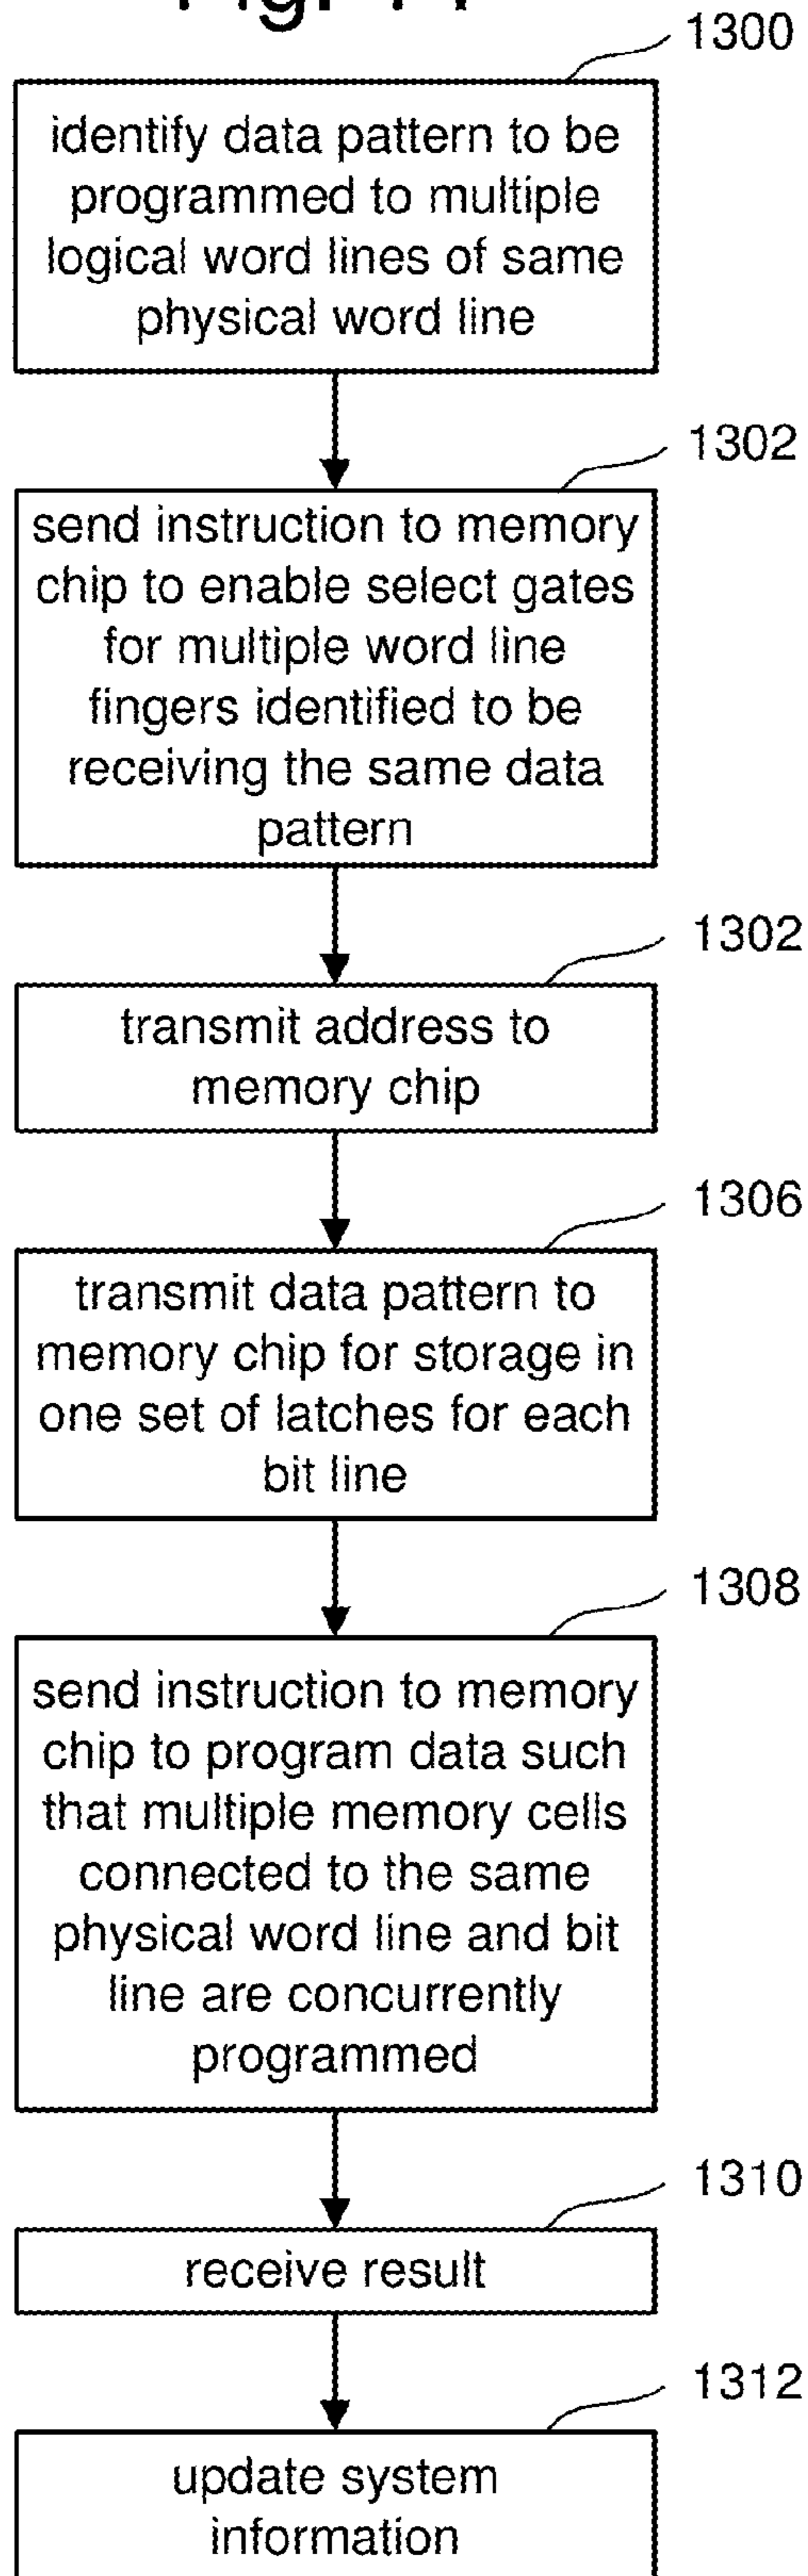 1300
identify data pattern to be
programmed to multiple
logical word lines of same
physical word line
1302
send instruction to memory
chip to enable select gates
for multiple word line
fingers identified to be
receiving the same data
pattern
1302
transmit address to
memory chip
1306
transmit data pattern to
memory chip for storage in
one set of latches for each
bit line
1308
send instruction to memory
chip to program data such
that multiple memory cells
connected to the same
physical word line and bit
line are concurrently
programmed
1310
receive result
1312
update system
information